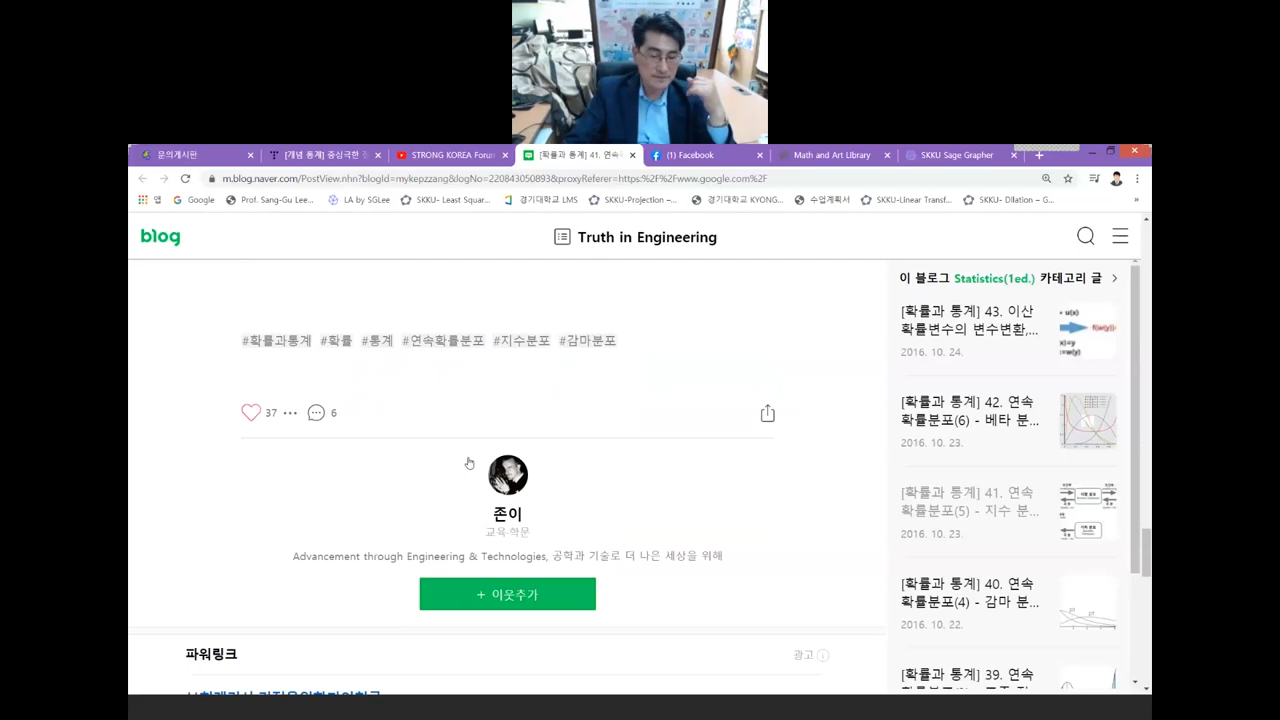 문의게시판
[개념 통계] 중심극한
STRONG KOREA Forum
[확률과 통계] 41. 연속
(1) Facebook
Math and Art Library
SKKU Sage Grapher
m.blog.naver.com/PostView.nhn?blogId=mykepzzang&logNo=220843050893&proxyReferer=https:%2F%2Fwww.google.com%2F
앱
Google
Prof. Sang-Gu Lee...
LA by SGLee
SKKU- Least Squar...
경기대학교 LMS
SKKU-Projection –...
경기대학교 KYONG...
수업계획서
SKKU-Linear Transf...
SKKU- Dilation – G...
»
blog
Truth in Engineering
#확률과통계 #확률 #통계 #연속확률분포 #지수분포 #감마분포
37 ••• 6
존이
교육·학문
Advancement through Engineering & Technologies, 공학과 기술로 더 나은 세상을 위해
+ 이웃추가
파워링크
광고
이 블로그 Statistics(1ed.) 카테고리 글
[확률과 통계] 43. 이산
확률변수의 변수변환,...
2016. 10. 24.
[확률과 통계] 42. 연속
확률분포(6) - 베타 분...
2016. 10. 23.
[확률과 통계] 41. 연속
확률분포(5) - 지수 분...
2016. 10. 23.
[확률과 통계] 40. 연속
확률분포(4) - 감마 분...
2016. 10. 22.
[확률과 통계] 39. 연속